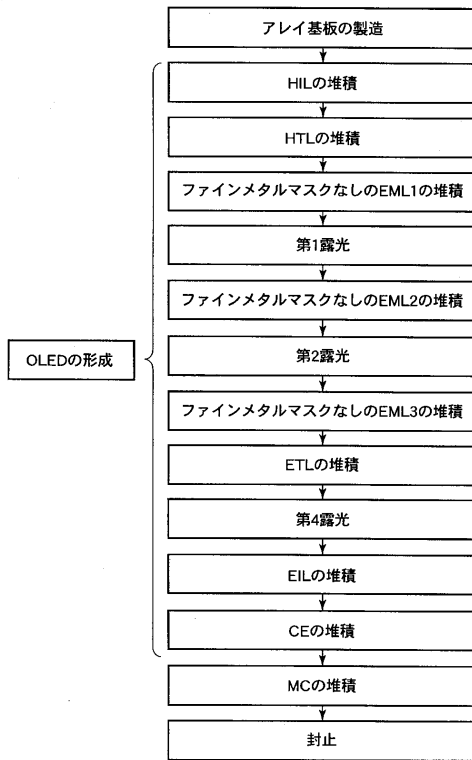 アレイ基板の製造
HILの堆積
HTLの堆積
ファインメタルマスクなしのEML1の堆積
第1露光
ファインメタルマスクなしのEML2の堆積
OLEDの形成
第2露光
ファインメタルマスクなしのEML3の堆積
ETLの堆積
第4露光
EILの堆積
CEの堆積
MCの堆積
封止